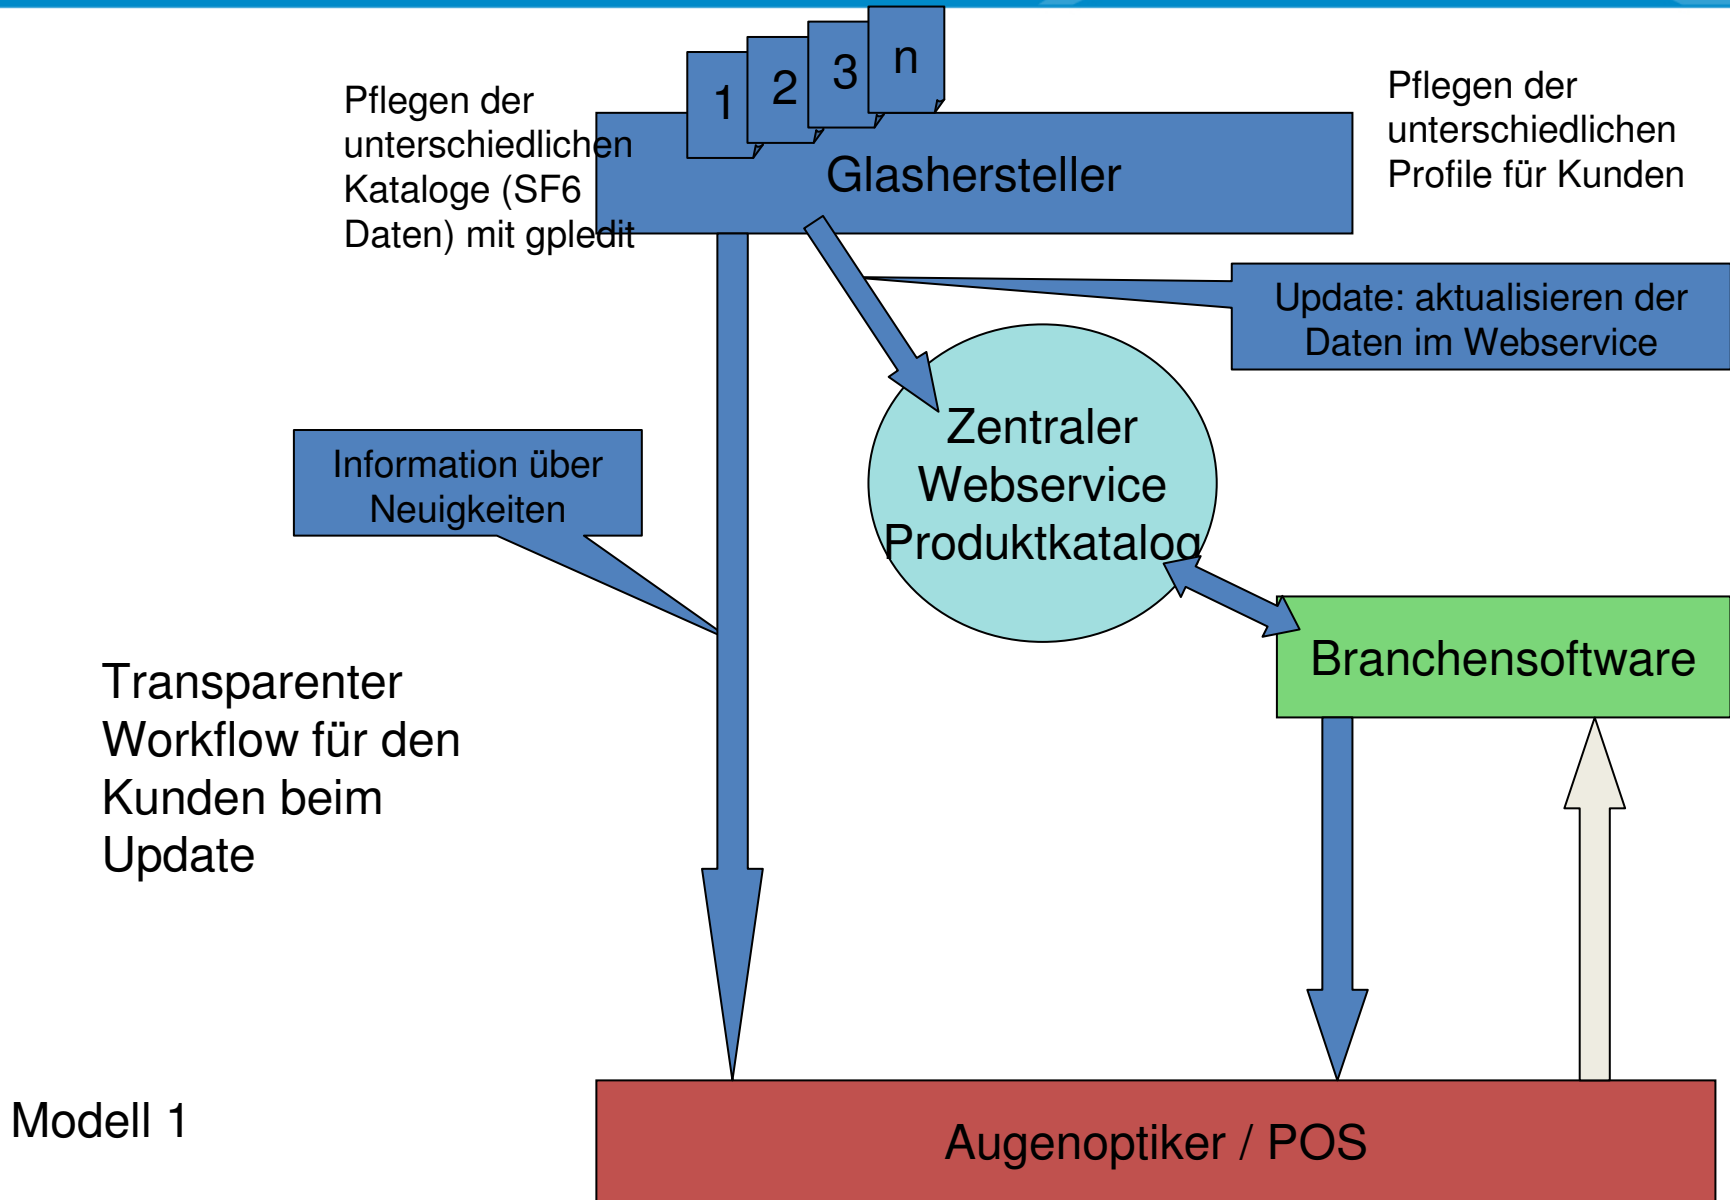 1
2
3
n
Pflegen der
unterschiedlichen
Kataloge (SF6
Daten) mit gpledit
Glashersteller
Pflegen der
unterschiedlichen
Profile für Kunden
Update: aktualisieren der
Daten im Webservice
Zentraler
Webservice
Produktkatalog
Information über
Neuigkeiten
Branchensoftware
Transparenter
Workflow für den
Kunden beim
Update
Modell 1
Augenoptiker / POS